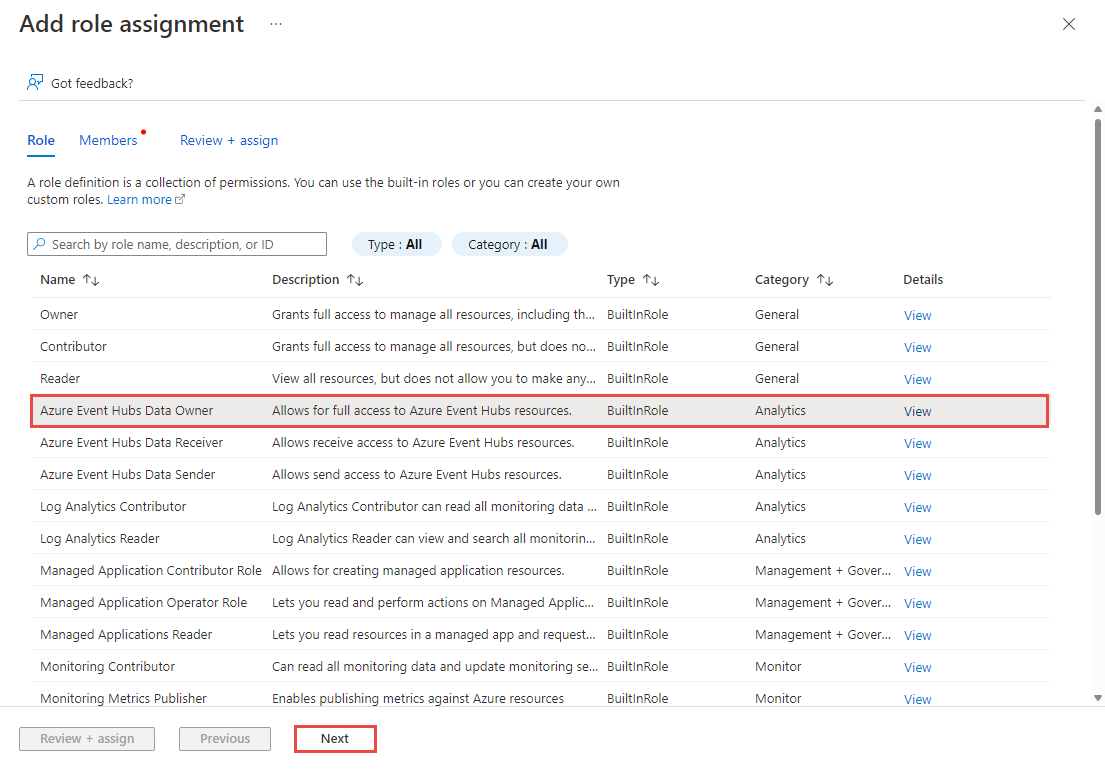 Add role assignment ...
Got feedback?
Role Members Review + assign
A role definition is a collection of permissions. You can use the built-in roles or you can create your own
custom roles. Learn more
Search by role name, description, or ID Type : All Category : All
Name ↑↓ Description ↑↓ Type ↑↓ Category ↑↓ Details
Owner Grants full access to manage all resources, including th... BuiltInRole General View
Contributor Grants full access to manage all resources, but does no... BuiltInRole General View
Reader View all resources, but does not allow you to make any... BuiltInRole General View
Azure Event Hubs Data Owner Allows for full access to Azure Event Hubs resources. BuiltInRole Analytics View
Azure Event Hubs Data Receiver Allows receive access to Azure Event Hubs resources. BuiltInRole Analytics View
Azure Event Hubs Data Sender Allows send access to Azure Event Hubs resources. BuiltInRole Analytics View
Log Analytics Contributor Log Analytics Contributor can read all monitoring data ... BuiltInRole Analytics View
Log Analytics Reader Log Analytics Reader can view and search all monitorin... BuiltInRole Analytics View
Managed Application Contributor Role Allows for creating managed application resources. BuiltInRole Management + Gover... View
Managed Application Operator Role Lets you read and perform actions on Managed Applic... BuiltInRole Management + Gover... View
Managed Applications Reader Lets you read resources in a managed app and request... BuiltInRole Management + Gover... View
Monitoring Contributor Can read all monitoring data and update monitoring se... BuiltInRole Monitor View
Monitoring Metrics Publisher Enables publishing metrics against Azure resources BuiltInRole Monitor View
Review + assign Previous Next